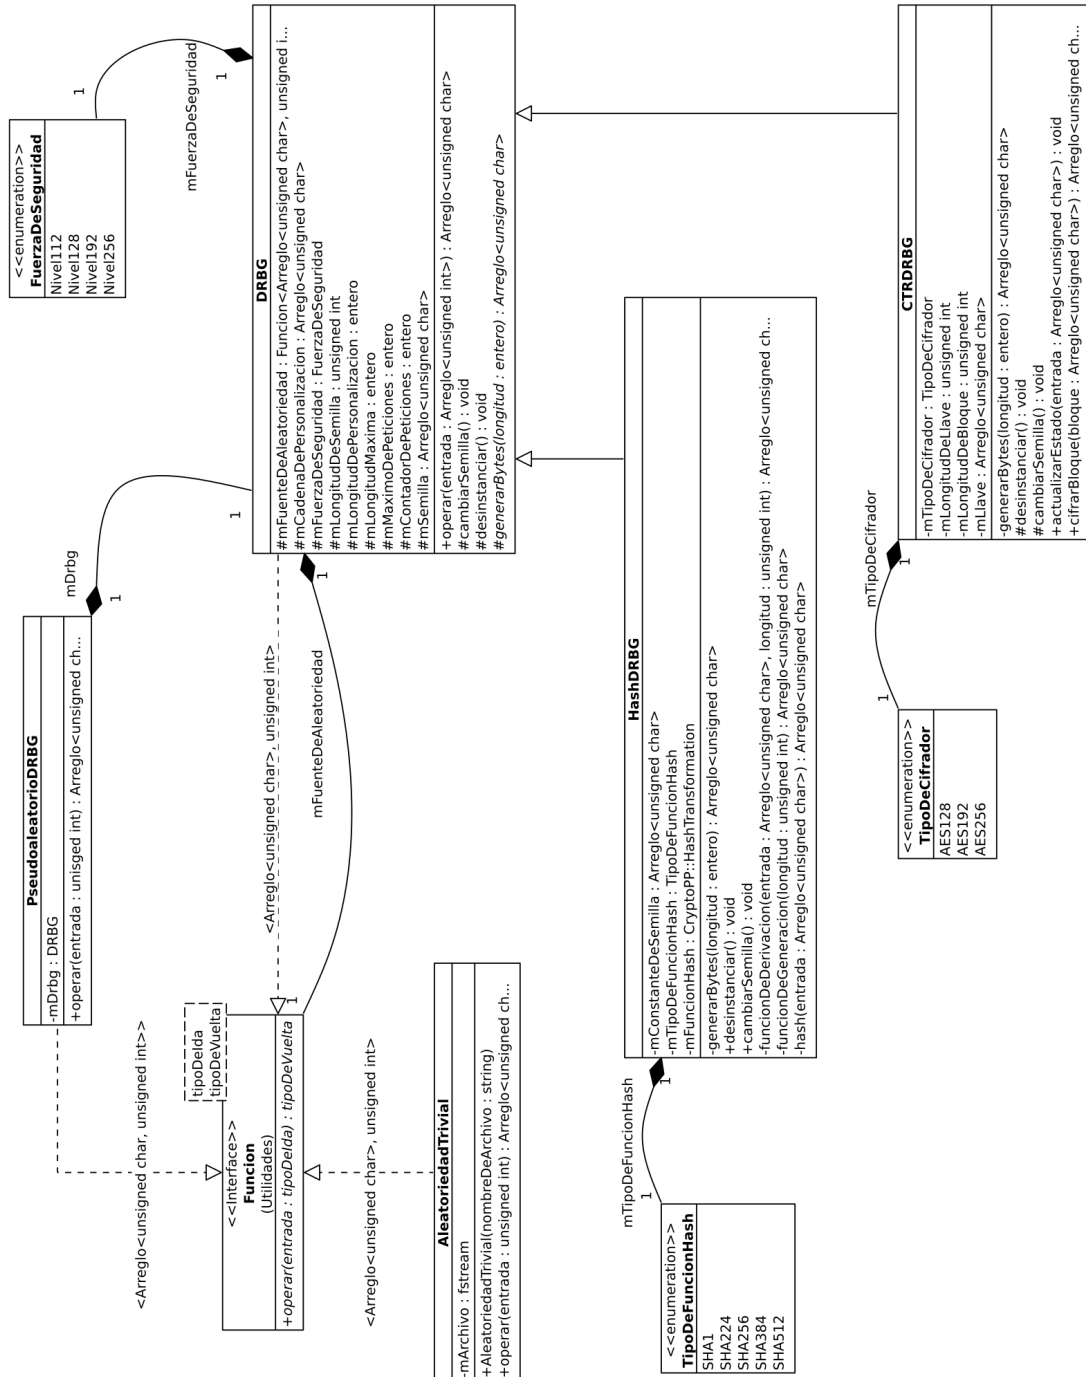 <<enumeration>>
FuerzaDeSeguridad
Nivel112
Nivel128
Nivel192
Nivel256
1
mFuerzaDeSeguridad
1
PseudoaleatorioDRBG
-mDrbg : DRBG
+operar(entrada : unisged int) : Arreglo<unsigned ch...
mDrbg
1
1
DRBG
#mFuenteDeAleatoriedad : Funcion<Arreglo<unsigned char>, unsigned i...
#mCadenaDePersonalizacion : Arreglo<unsigned char>
#mFuerzaDeSeguridad : FuerzaDeSeguridad
#mLongitudDeSemilla : unsigned int
#mLongitudDePersonalizacion : entero
#mLongitudMaxima : entero
#mMaximoDePeticiones : entero
#mContadorDePeticiones : entero
#mSemilla : Arreglo<unsigned char>
+operar(entrada : Arreglo<unsigned int>) : Arreglo<unsigned char>
#cambiarSemilla() : void
#desinstanciar() : void
#generarBytes(longitud : entero) : Arreglo<unsigned char>
<Arreglo<unsigned char, unsigned int>>
tipoDeIda
tipoDeVuelta
<<Interface>>
Funcion
(Utilidades)
+operar(entrada : tipoDeIda) : tipoDeVuelta
<Arreglo<unsigned char>, unsigned int>
1
mFuenteDeAleatoriedad
1
<Arreglo<unsigned char>, unsigned int>
AleatoriedadTrivial
-mArchivo : fstream
+AleatoriedadTrivial(nombreDeArchivo : string)
+operar(entrada : unsigned int) : Arreglo<unsigned ch...
HashDRBG
-mConstanteDeSemilla : Arreglo<unsigned char>
-mTipoDeFuncionHash : TipoDeFuncionHash
-mFuncionHash : CryptoPP::HashTransformation
-generarBytes(longitud : entero) : Arreglo<unsigned char>
+desinstanciar() : void
+cambiarSemilla() : void
-funcionDeDerivacion(entrada : Arreglo<unsigned char>, longitud : unsigned int) : Arreglo<unsigned ch...
-funcionDeGeneracion(longitud : unsigned int) : Arreglo<unsigned char>
-hash(entrada : Arreglo<unsigned char>) : Arreglo<unsigned char>
mTipoDeFuncionHash
1
1
<<enumeration>>
TipoDeFuncionHash
SHA1
SHA224
SHA256
SHA384
SHA512
CTRDRBG
-mTipoDeCifrador : TipoDeCifrador
-mLongitudDeLlave : unsigned int
-mLongitudDeBloque : unsigned int
-mLlave : Arreglo<unsigned char>
-generarBytes(longitud : entero) : Arreglo<unsigned char>
#desinstanciar() : void
#cambiarSemilla() : void
+actualizarEstado(entrada : Arreglo<unsigned char>) : void
+cifrarBloque(bloque : Arreglo<unsigned char>) : Arreglo<unsigned ch...
mTipoDeCifrador
1
1
<<enumeration>>
TipoDeCifrador
AES128
AES192
AES256